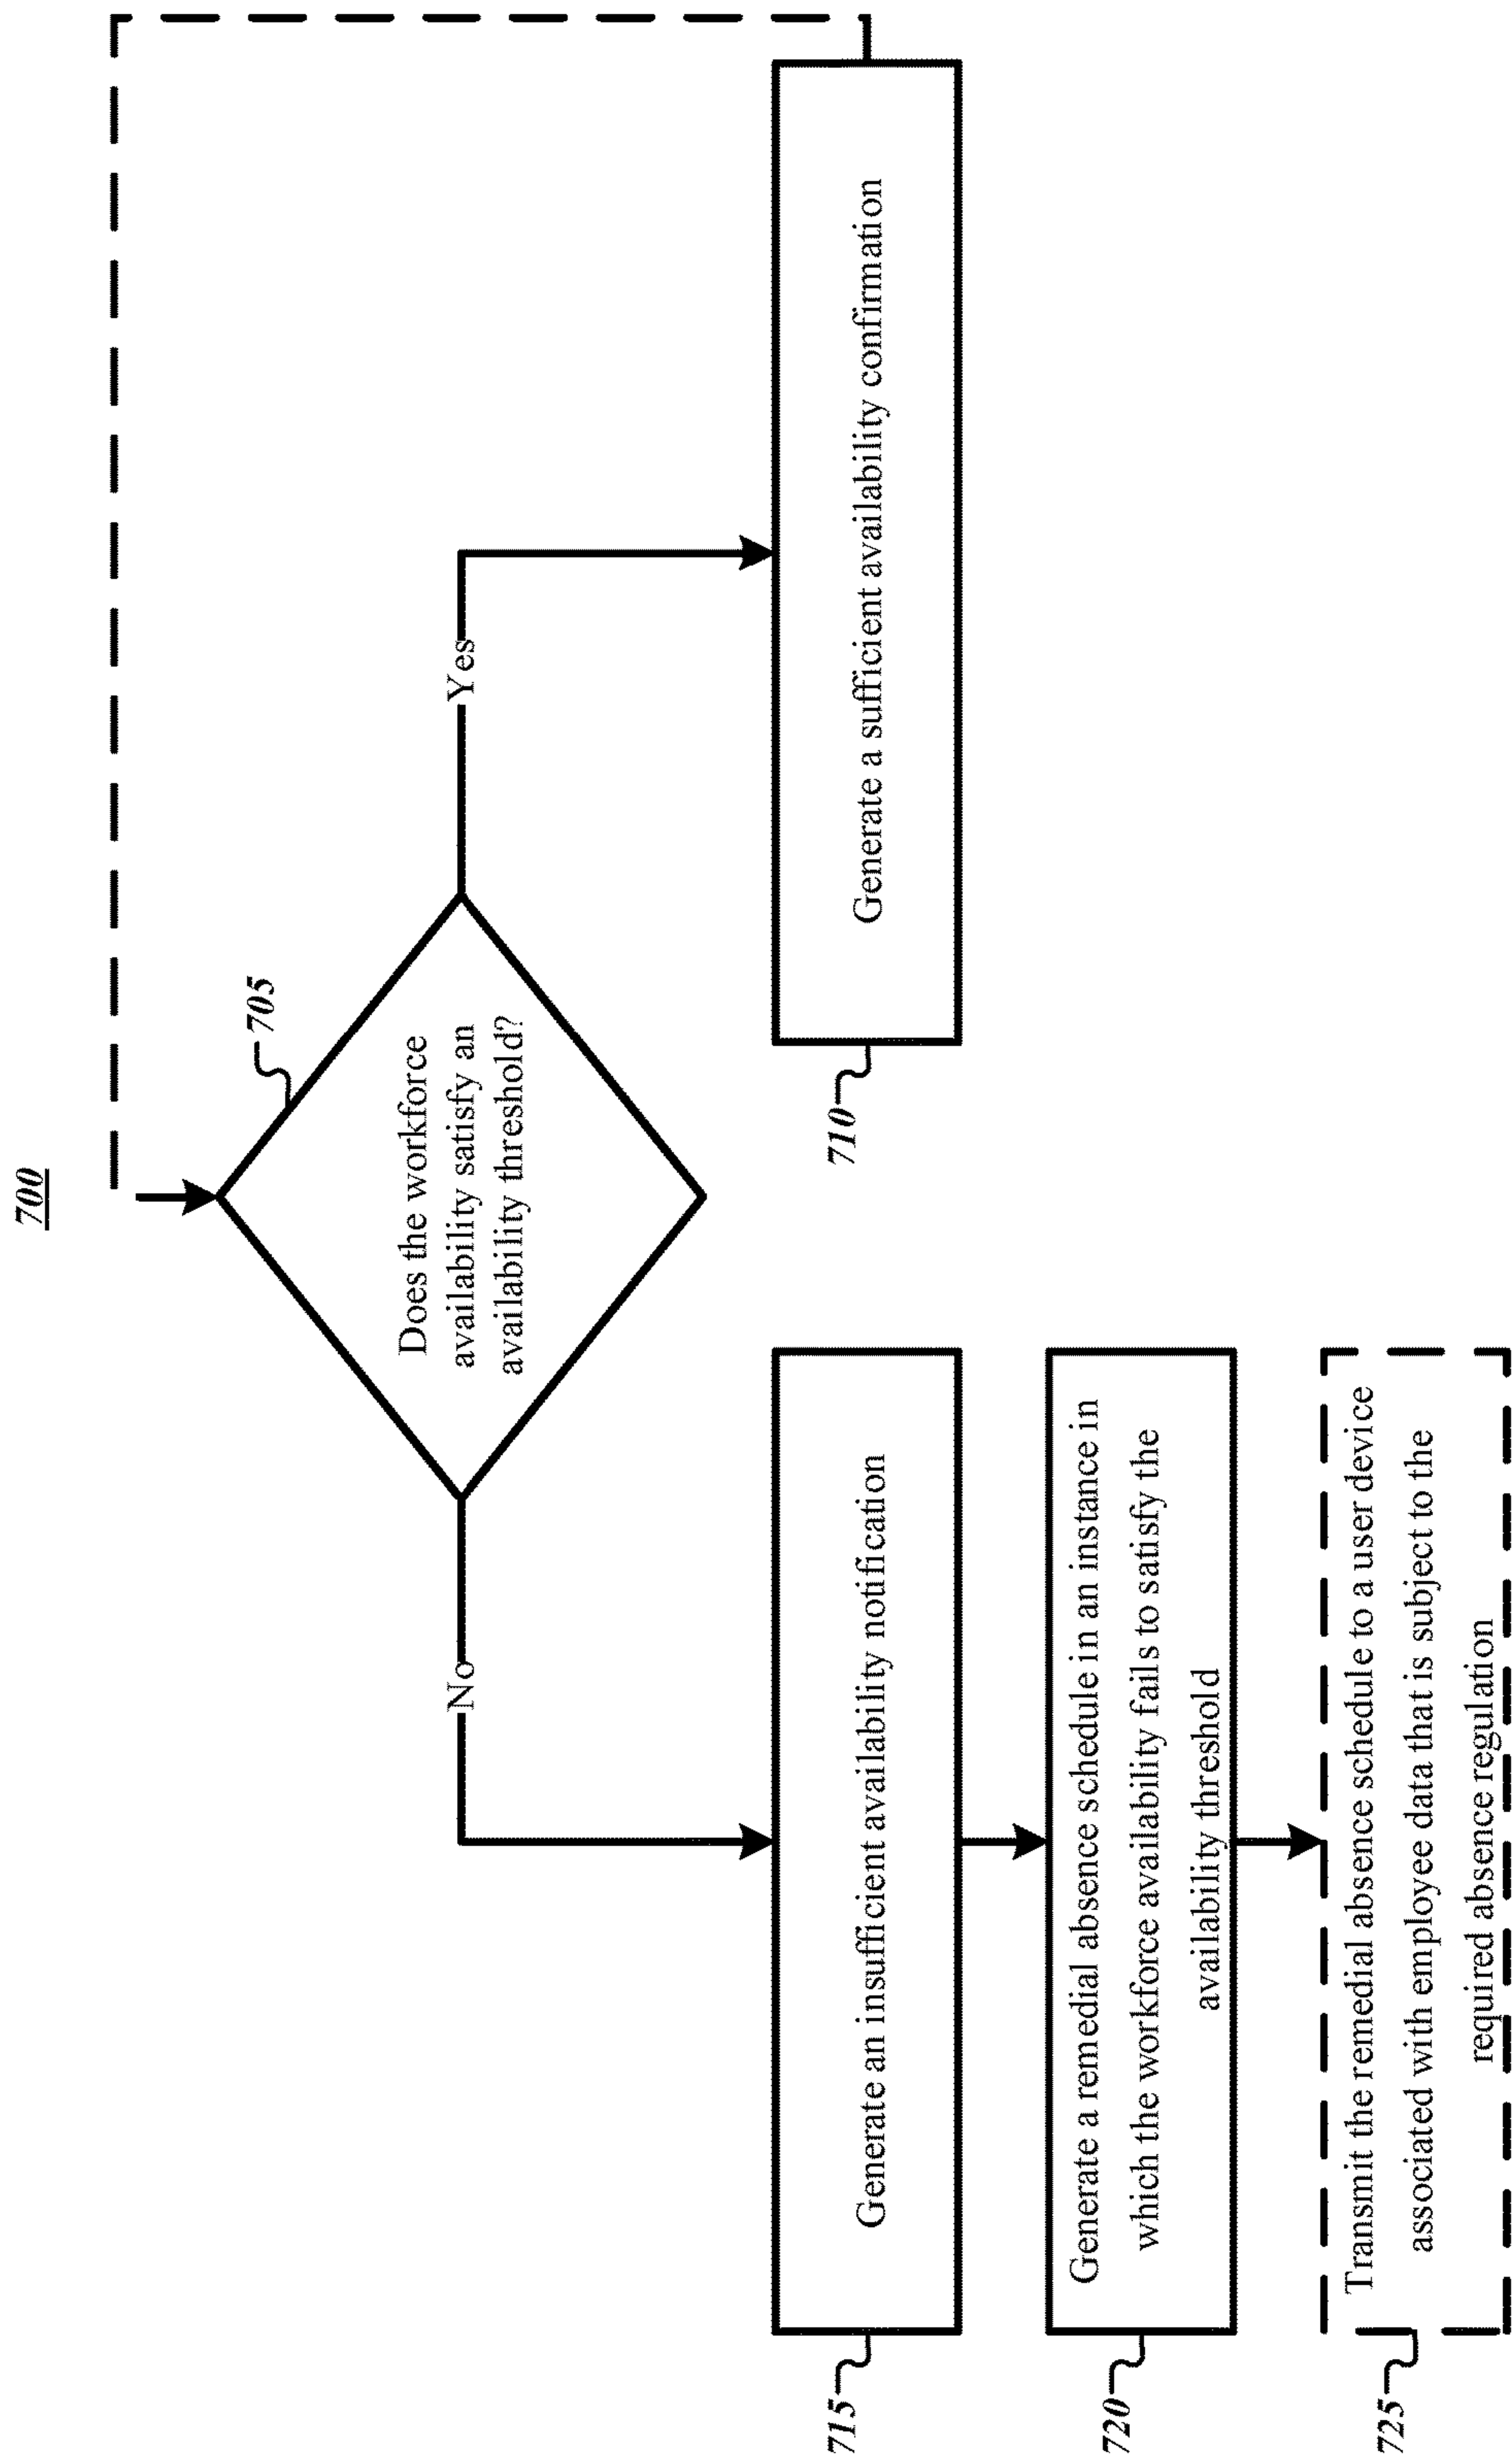 700
705
Does the workforce
availability satisfy an
availability threshold?
No
Yes
Generate an insufficient availability notification
715
Generate a sufficient availability confirmation
710
Generate a remedial absence schedule in an instance in
which the workforce availability fails to satisfy the
availability threshold
720
Transmit the remedial absence schedule to a user device
associated with employee data that is subject to the
required absence regulation
725